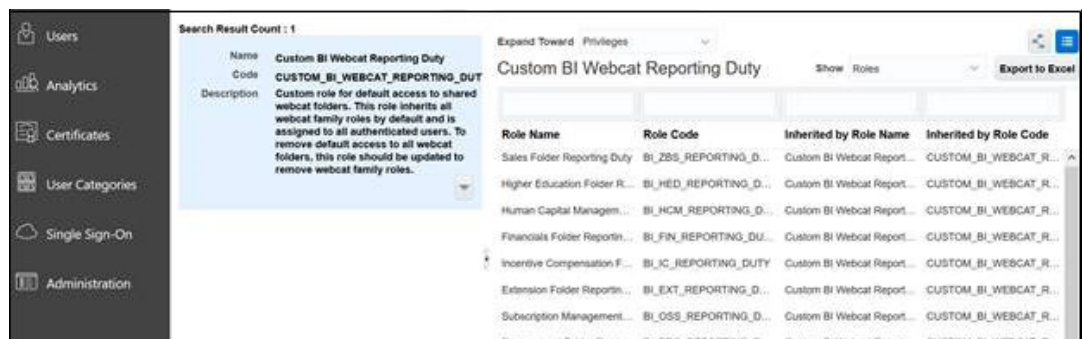 Users
Analytics
Certificates
User Categories
Single Sign-On
Administration
Search Result Count : 1
Name Custom BI Webcat Reporting Duty
Code CUSTOM_BI_WEBCAT_REPORTING_DUT
Description Custom role for default access to shared
webcat folders. This role inherits all
webcat family roles by default and is
assigned to all authenticated users. To
remove default access to all webcat
folders, this role should be updated to
remove webcat family roles.
Expand Toward Privileges
Custom BI Webcat Reporting Duty
Show Roles
Export to Excel
Role Name Role Code Inherited by Role Name Inherited by Role Code
Sales Folder Reporting Duty BI_ZBS_REPORTING_D... Custom BI Webcat Report... CUSTOM_BI_WEBCAT_R...
Higher Education Folder R... BI_HED_REPORTING_D... Custom BI Webcat Report... CUSTOM_BI_WEBCAT_R...
Human Capital Managem... BI_HCM_REPORTING_D... Custom BI Webcat Report... CUSTOM_BI_WEBCAT_R...
Financials Folder Reportin... BI_FIN_REPORTING_DU... Custom BI Webcat Report... CUSTOM_BI_WEBCAT_R...
Incentive Compensation F... BI_IC_REPORTING_DUTY Custom BI Webcat Report... CUSTOM_BI_WEBCAT_R...
Extension Folder Reportin... BI_EXT_REPORTING_D... Custom BI Webcat Report... CUSTOM_BI_WEBCAT_R...
Subscription Management... BI_OSS_REPORTING_D... Custom BI Webcat Report... CUSTOM_BI_WEBCAT_R...